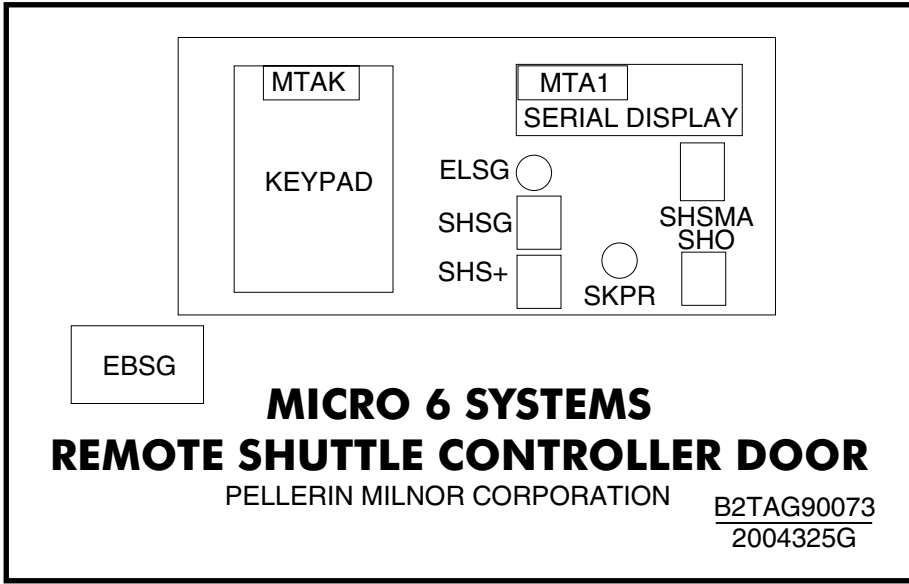 MTAK
MTA1
SERIAL DISPLAY
KEYPAD
ELSG
SHSG
SHSMA
SHO
SHS+
SKPR
EBSG
MICRO 6 SYSTEMS
REMOTE SHUTTLE CONTROLLER DOOR
PELLERIN MILNOR CORPORATION
B2TAG90073
2004325G